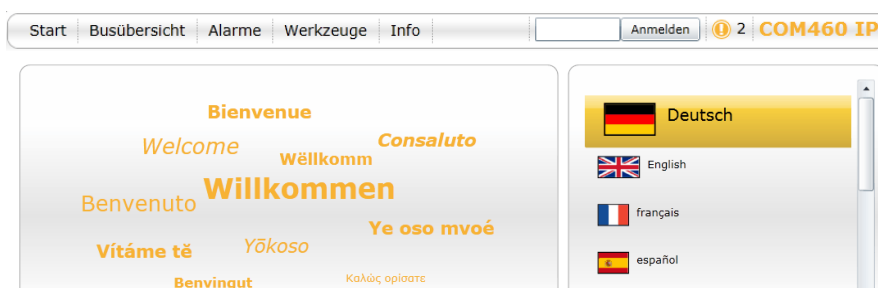 Start Busübersicht Alarme Werkzeuge Info Anmelden 2 COM460 IP
Bienvenue
Welcome
Consaluto
Wëllkomm
Willkommen
Benvenuto
Ye oso mvoé
Vítáme tě
Yōkoso
Benvingut
Καλώς ορίσατε
Deutsch
English
français
español